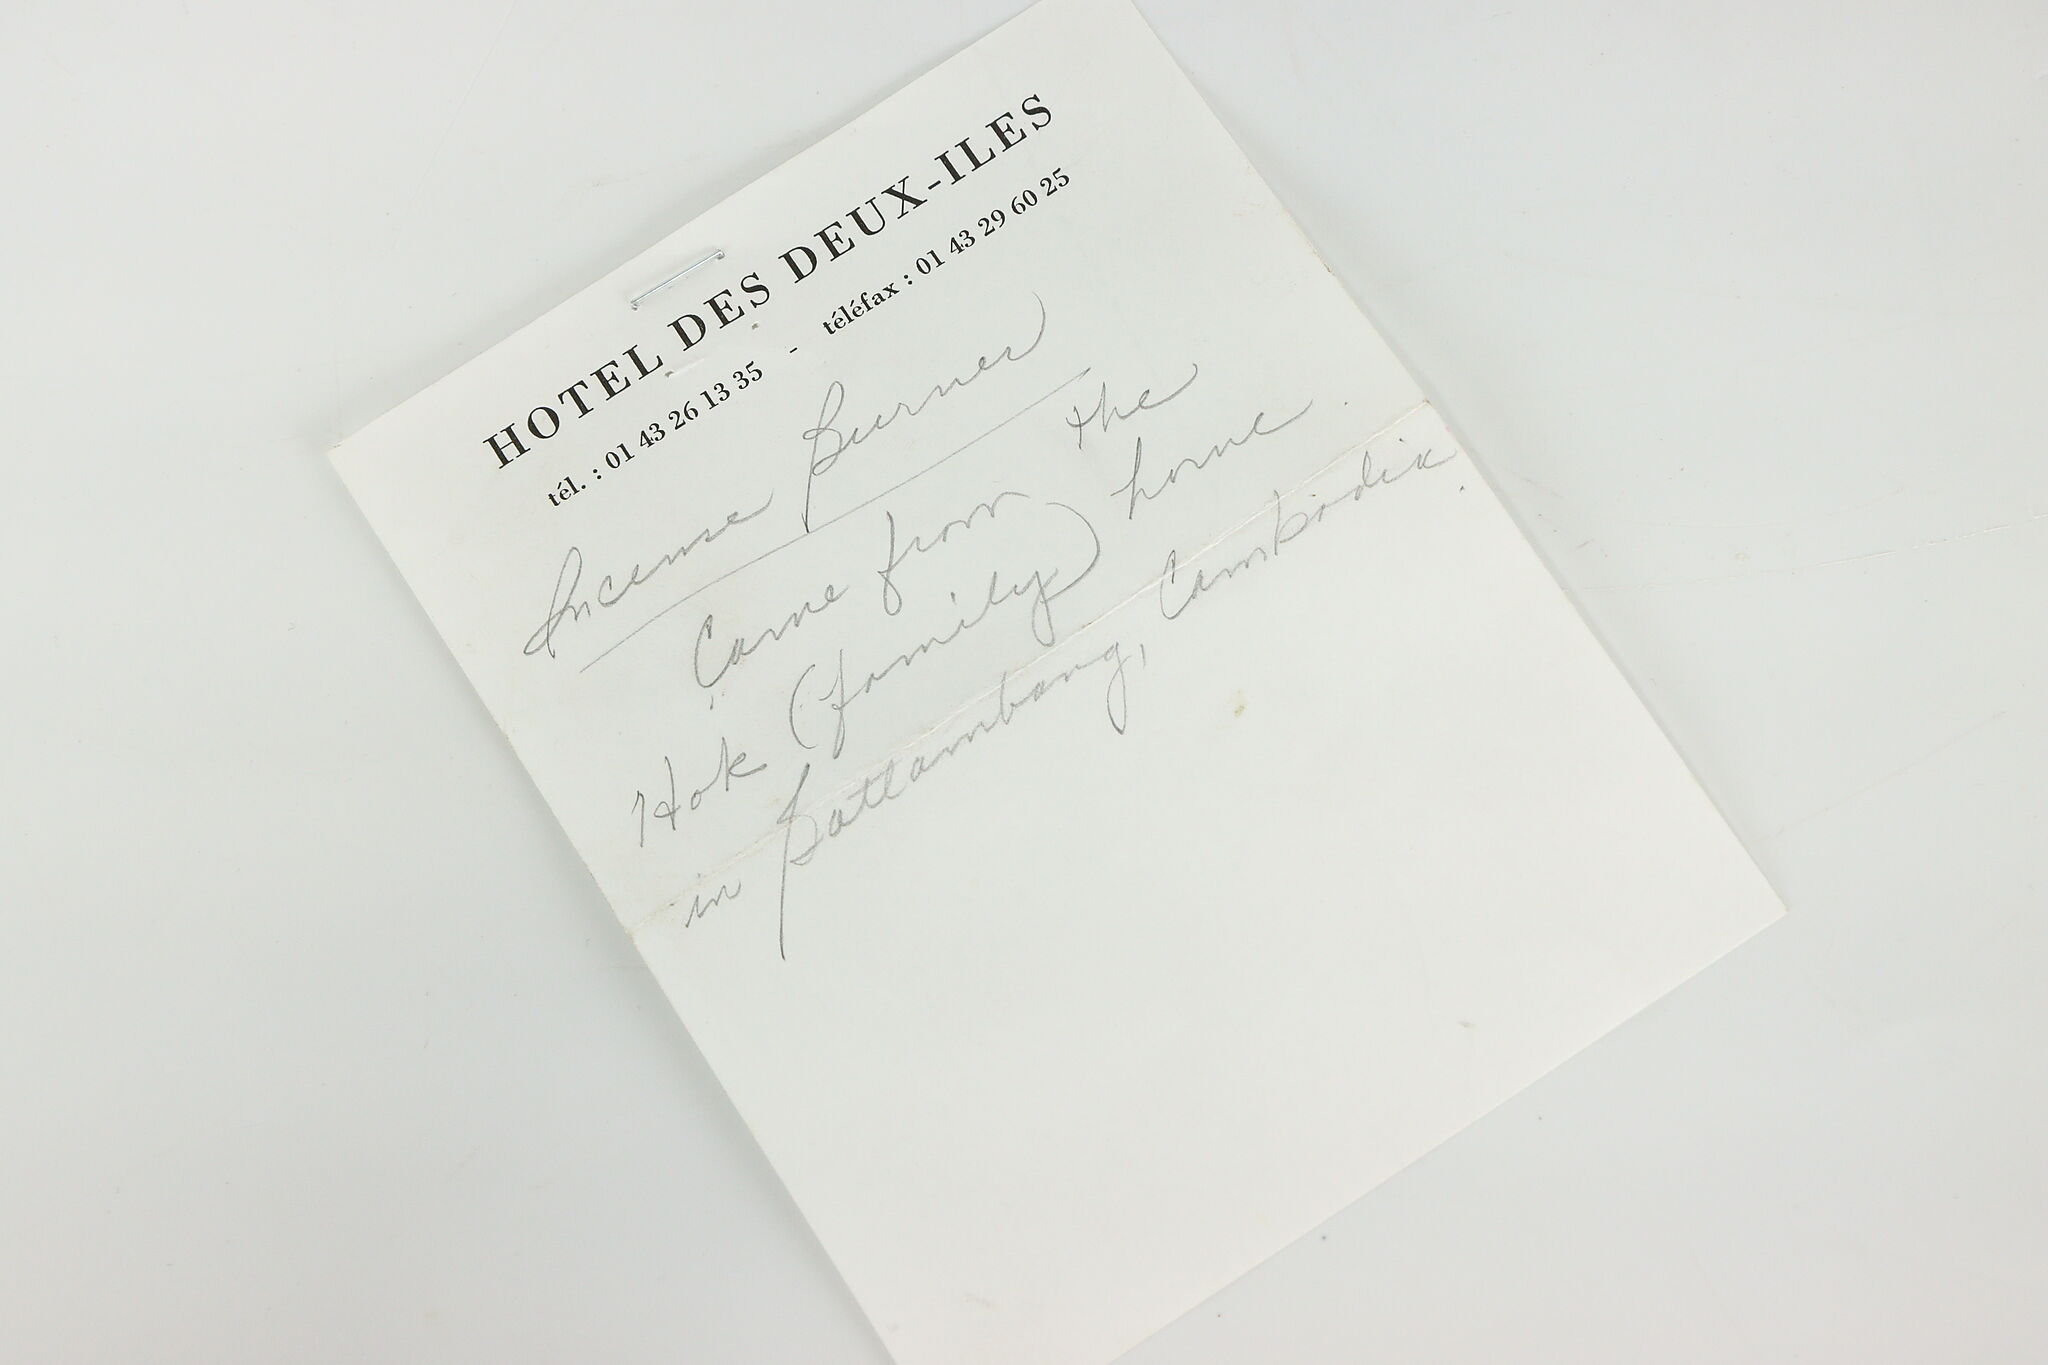 HOTEL DES DEUX-ILES
tél. : 01 43 26 13 35 - téléfax : 01 43 29 60 25
Incense Burner
Came from the
Hok (family) home
in Battambang, Cambodia.